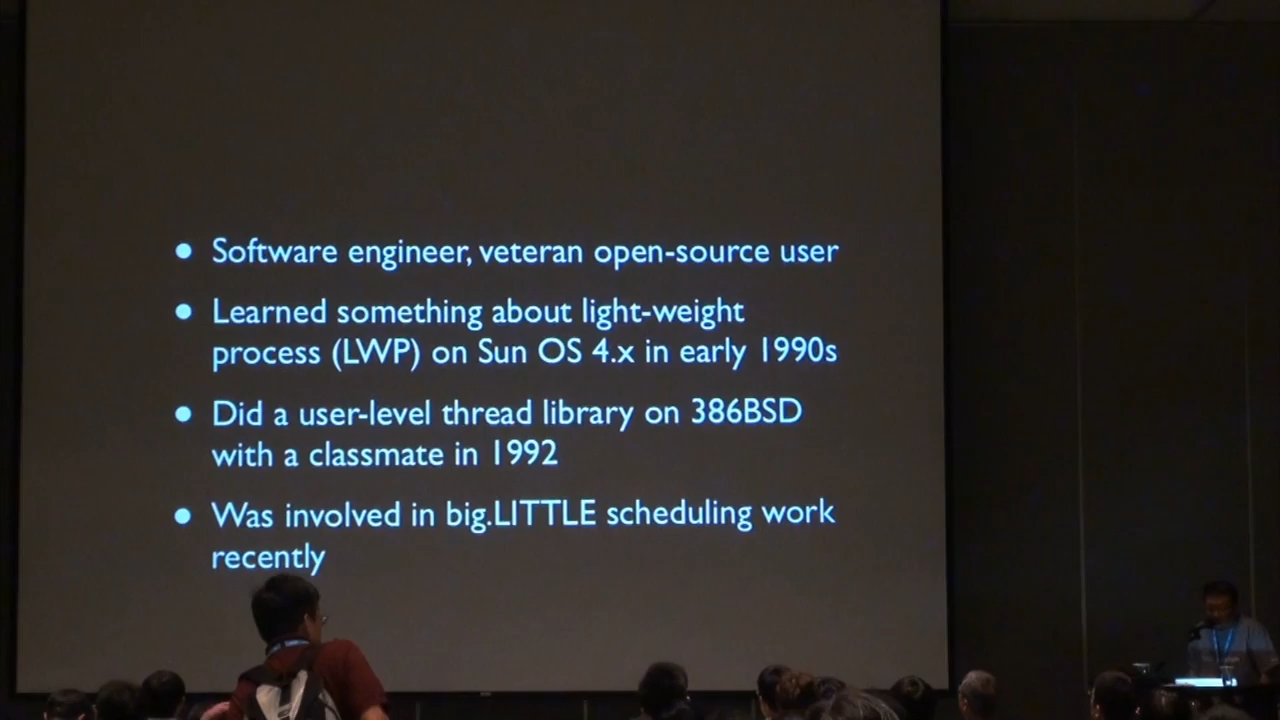 • Software engineer, veteran open-source user
• Learned something about light-weight
process (LWP) on Sun OS 4.x in early 1990s
• Did a user-level thread library on 386BSD
with a classmate in 1992
• Was involved in big.LITTLE scheduling work
recently